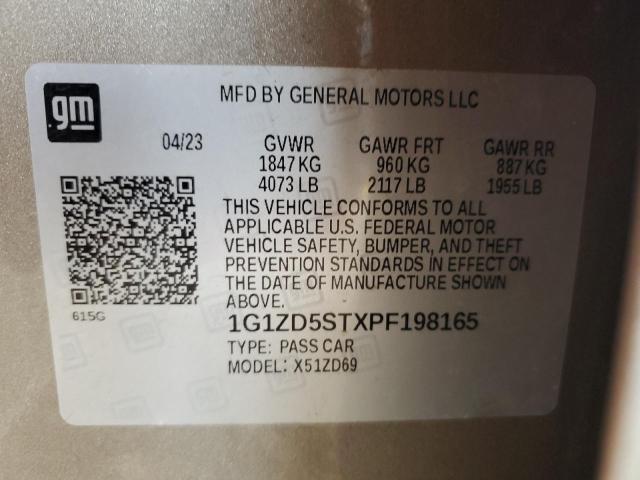 gm
MFD BY GENERAL MOTORS LLC
04/23 GVWR GAWR FRT GAWR RR
1847 KG 960 KG 887 KG
4073 LB 2117 LB 1955 LB
THIS VEHICLE CONFORMS TO ALL
APPLICABLE U.S. FEDERAL MOTOR
VEHICLE SAFETY, BUMPER, AND THEFT
PREVENTION STANDARDS IN EFFECT ON
THE DATE OF MANUFACTURE SHOWN
ABOVE.
615G
1G1ZD5STXPF198165
TYPE: PASS CAR
MODEL: X51ZD69